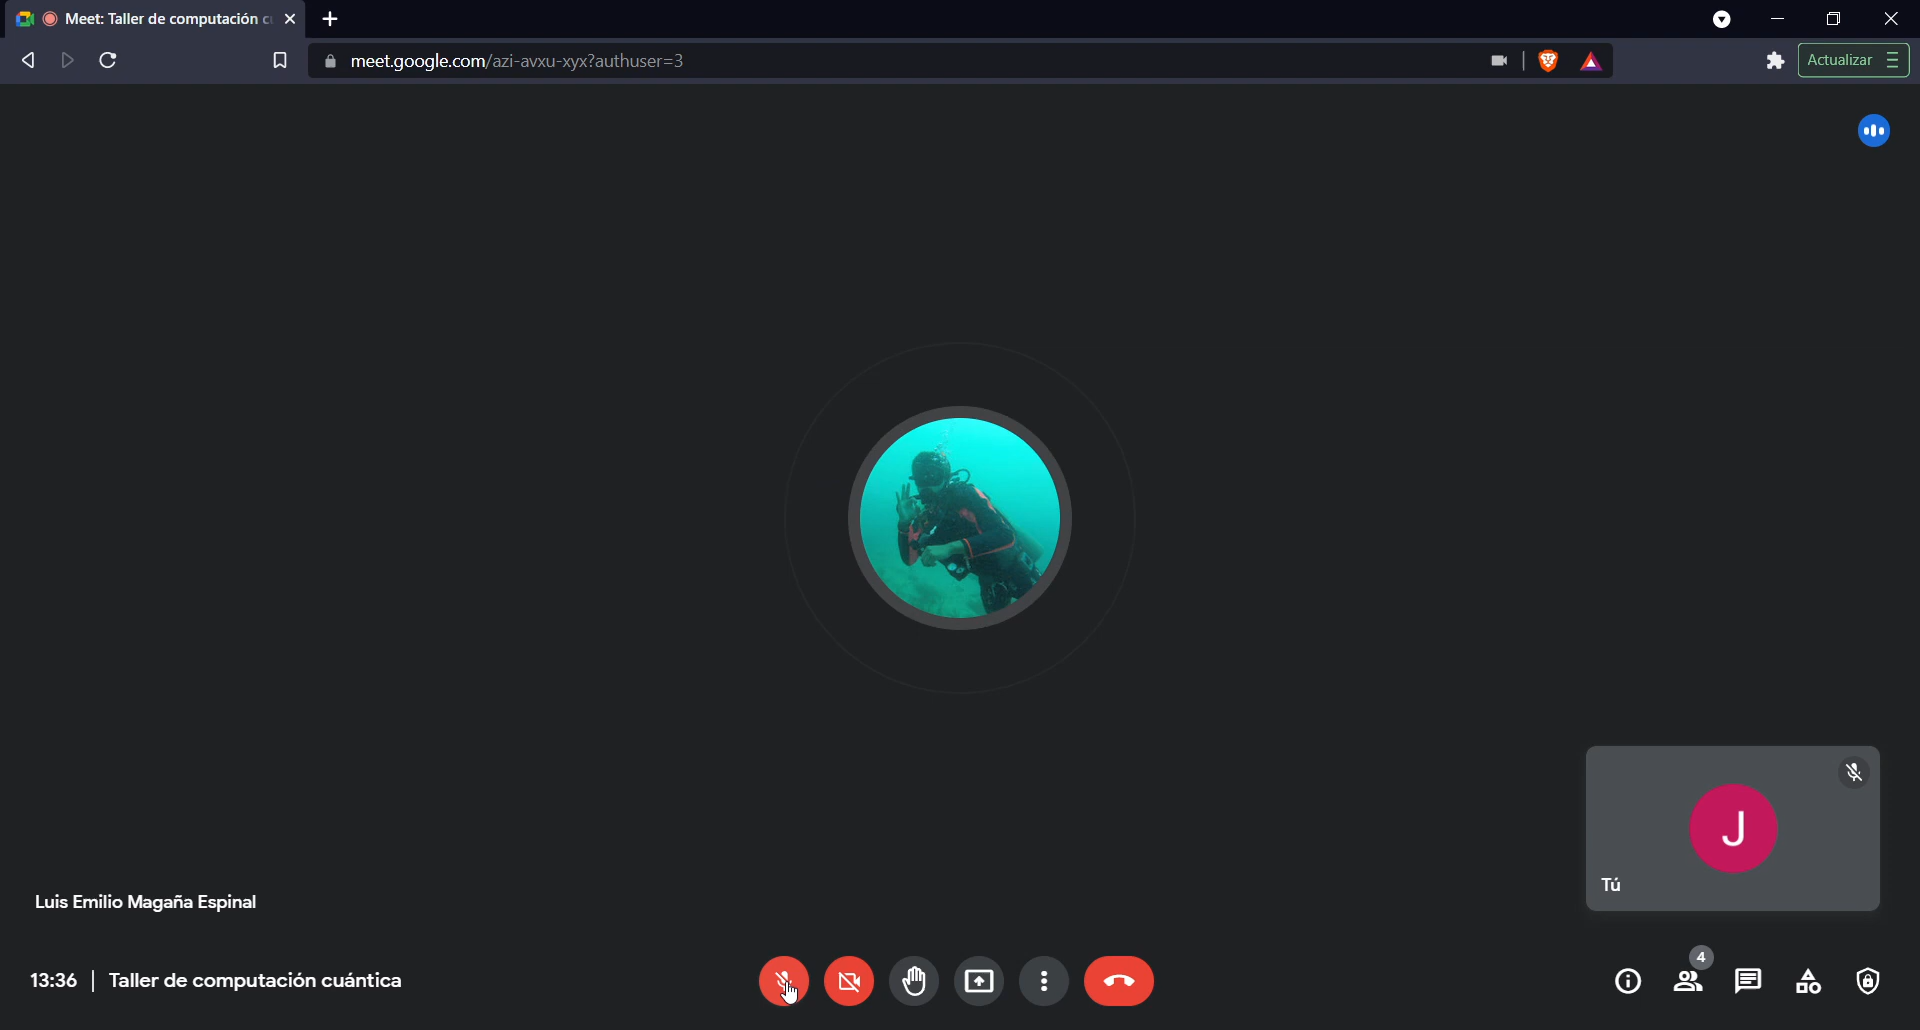 Meet: Taller de computación c
meet.google.com/azi-avxu-xyx?authuser=3
Actualizar
J
Tú
Luis Emilio Magaña Espinal
4
13:36 | Taller de computación cuántica